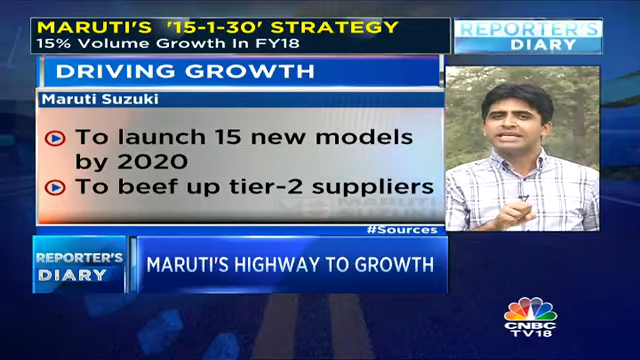 MARUTI'S '15-1-30' STRATEGY
15% Volume Growth In FY18
REPORTER'S
DIARY
DRIVING GROWTH
Maruti Suzuki
To launch 15 new models
by 2020
To beef up tier-2 suppliers
#Sources
REPORTER'S
DIARY
MARUTI'S HIGHWAY TO GROWTH
CNBC
TV18